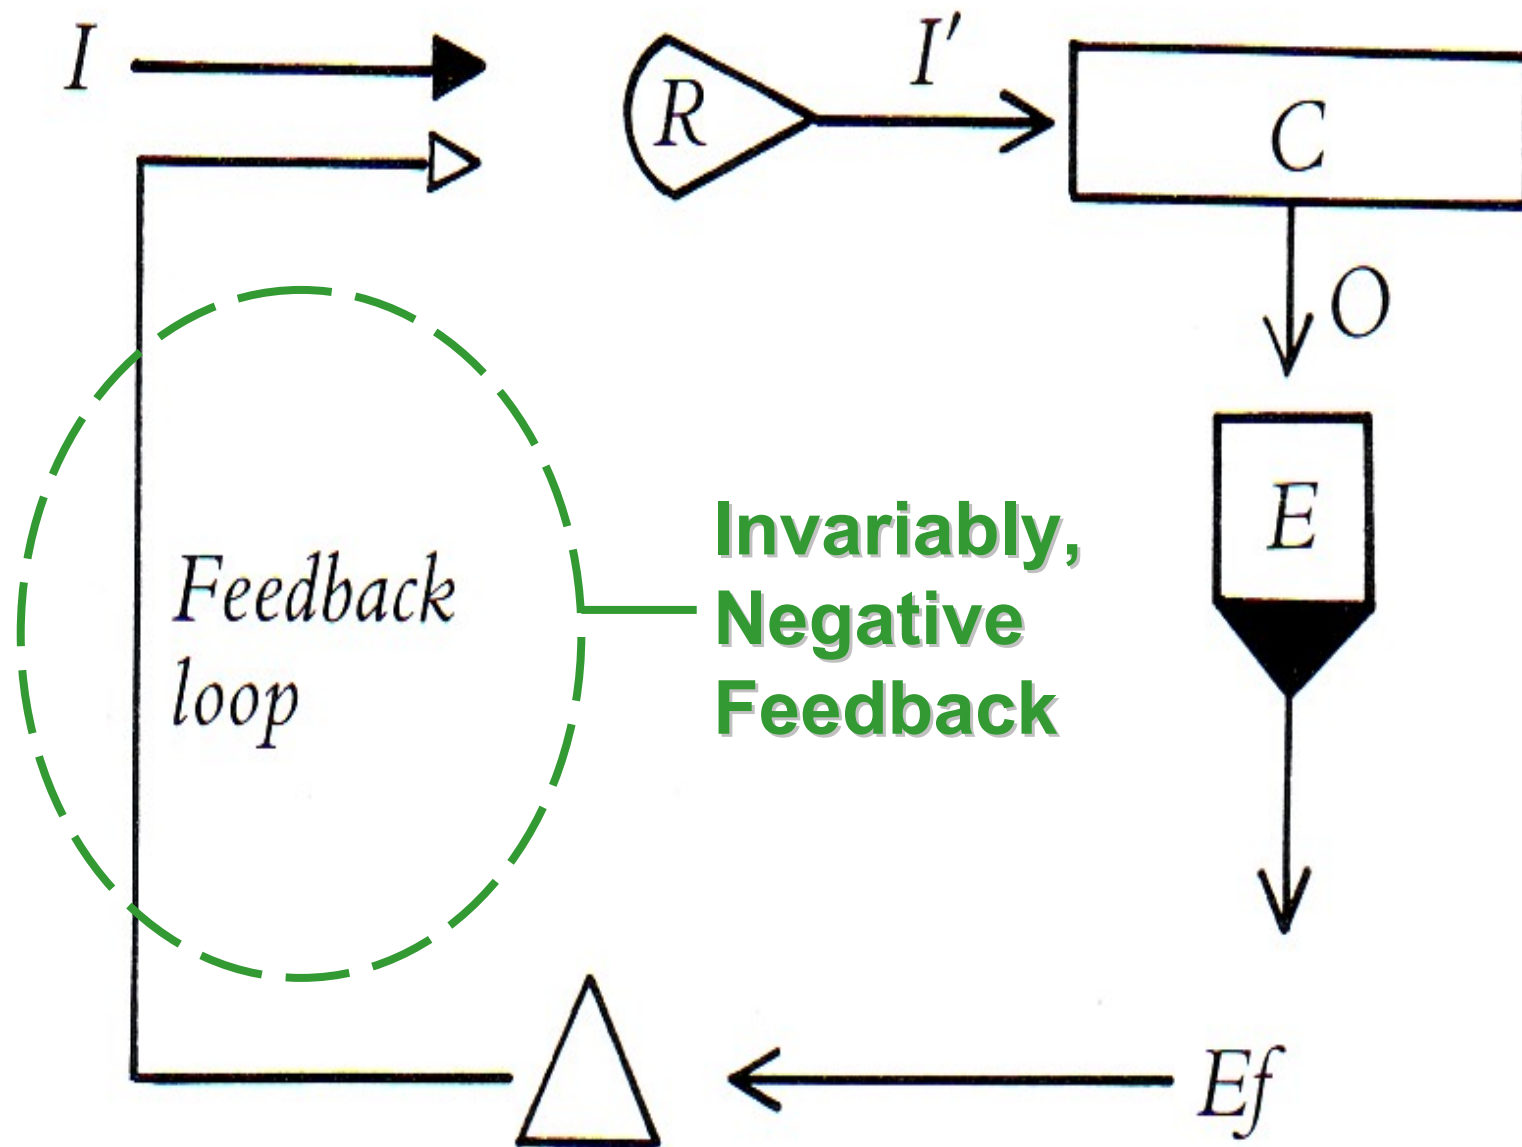 I
R
I′
C
O
E
Feedback
loop
Invariably,
Negative
Feedback
Ef